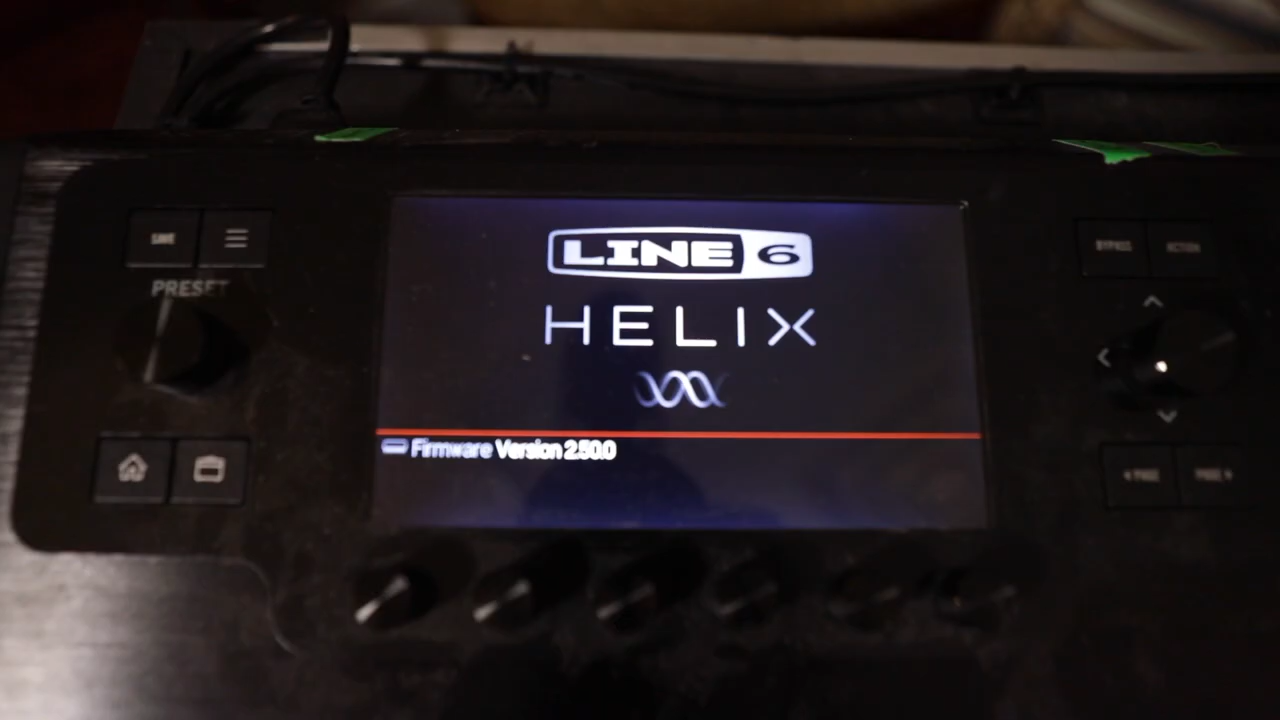 LINE 6
HELIX
Firmware Version 2.50.0
SAVE
PRESET
BYPASS ACTION
< PAGE PAGE >